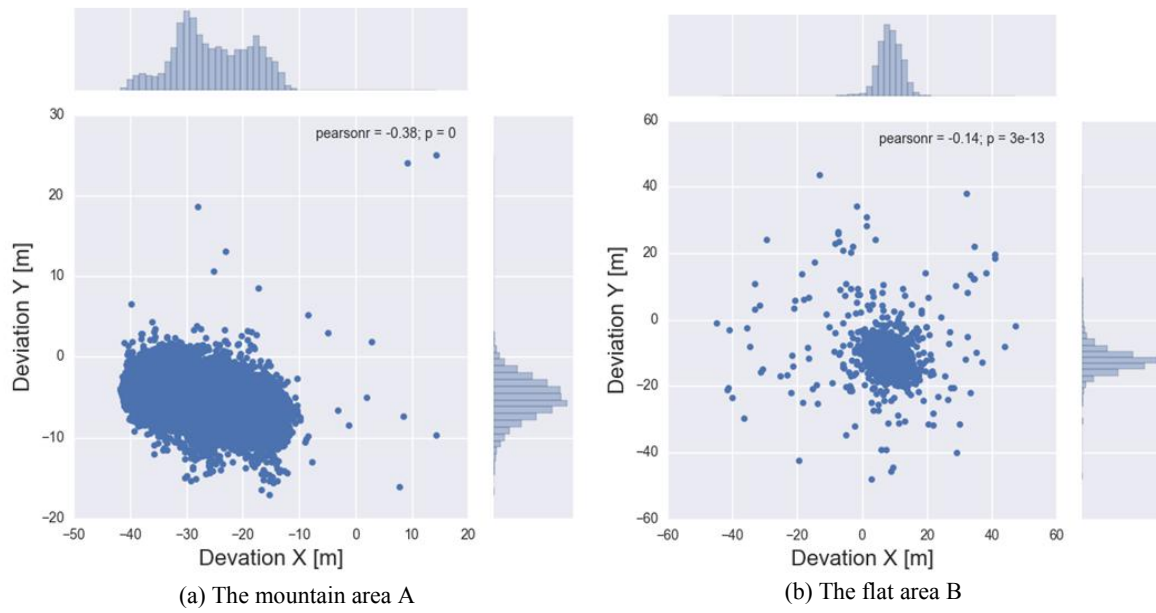 pearsonr = -0.38; p = 0
30
20
10
0
−10
−20
Deviation Y [m]
−50 −40 −30 −20 −10 0 10 20
Devation X [m]
(a) The mountain area A
pearsonr = -0.14; p = 3e-13
60
40
20
0
−20
−40
−60
Deviation Y [m]
−60 −40 −20 0 20 40 60
Devation X [m]
(b) The flat area B